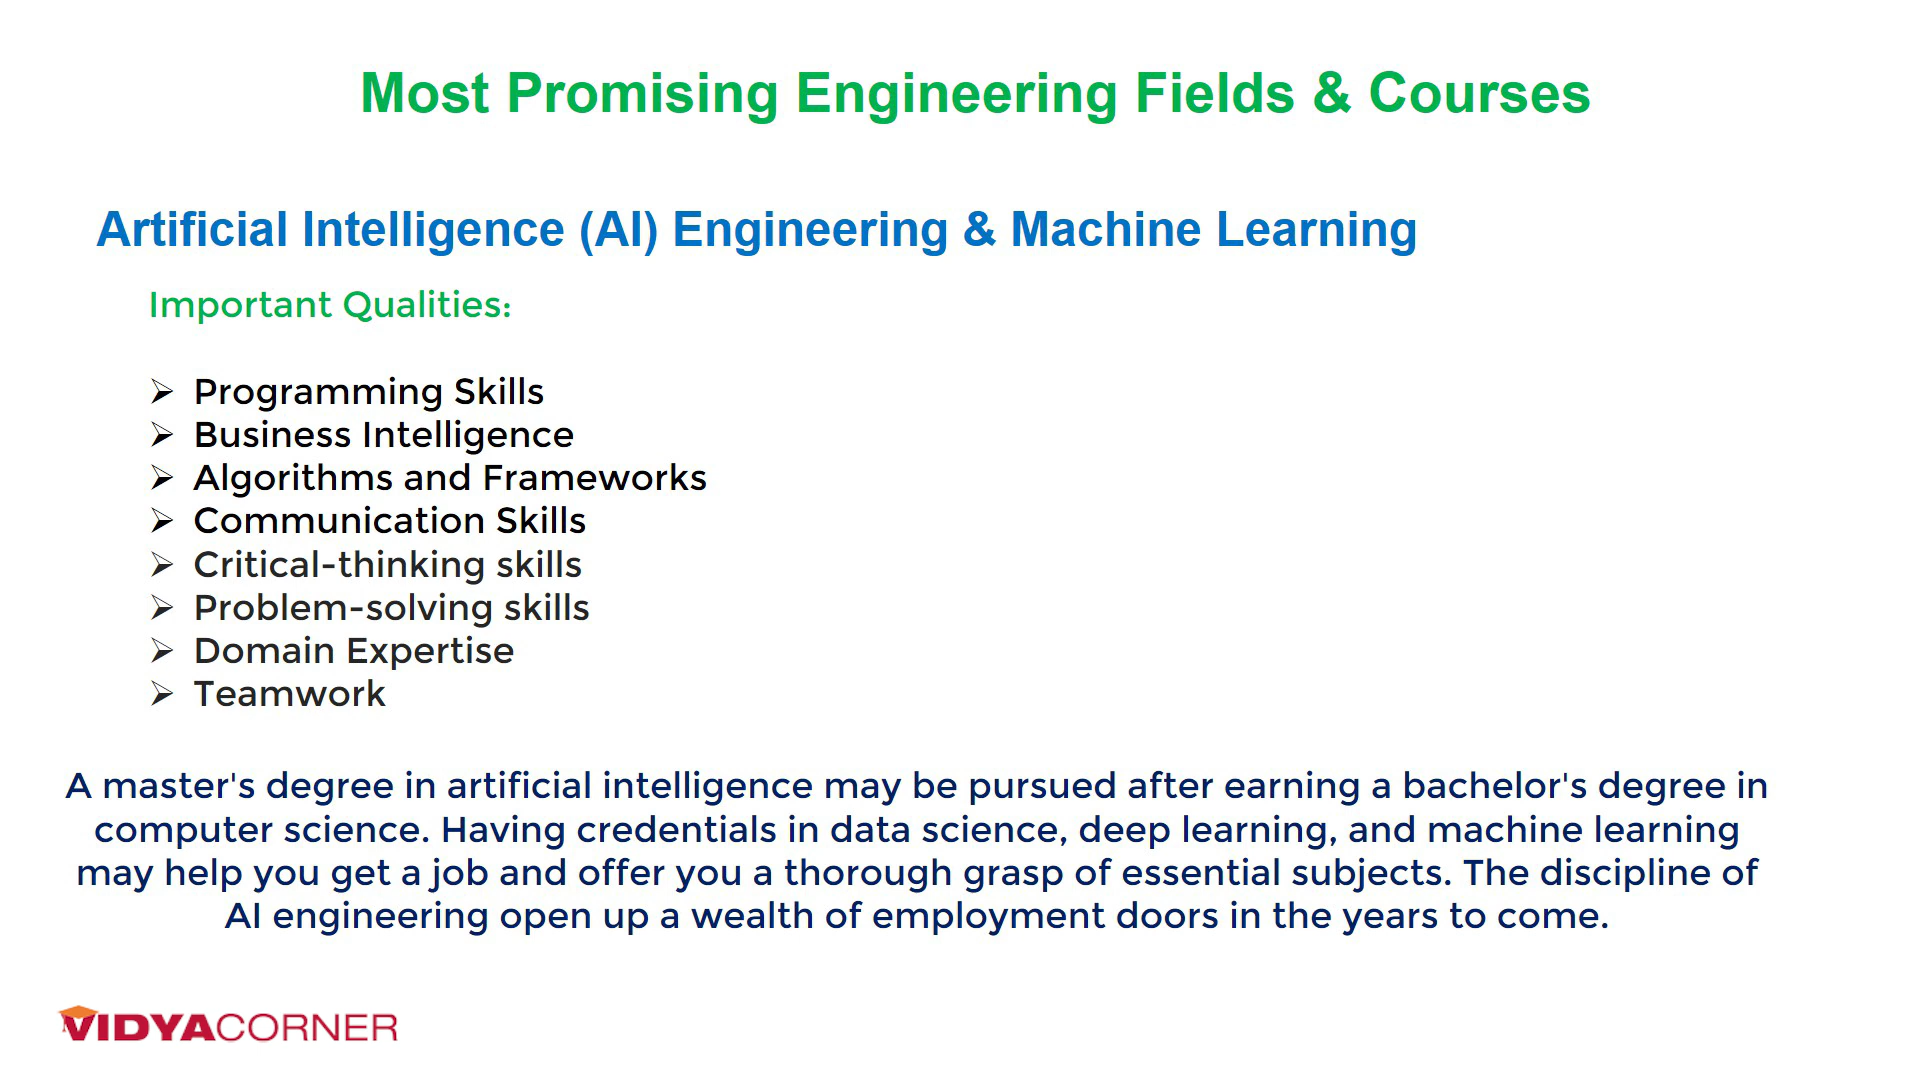 Most Promising Engineering Fields & Courses
Artificial Intelligence (AI) Engineering & Machine Learning
Important Qualities:
➢ Programming Skills
➢ Business Intelligence
➢ Algorithms and Frameworks
➢ Communication Skills
➢ Critical-thinking skills
➢ Problem-solving skills
➢ Domain Expertise
➢ Teamwork
A master's degree in artificial intelligence may be pursued after earning a bachelor's degree in
computer science. Having credentials in data science, deep learning, and machine learning
may help you get a job and offer you a thorough grasp of essential subjects. The discipline of
AI engineering open up a wealth of employment doors in the years to come.
VIDYACORNER